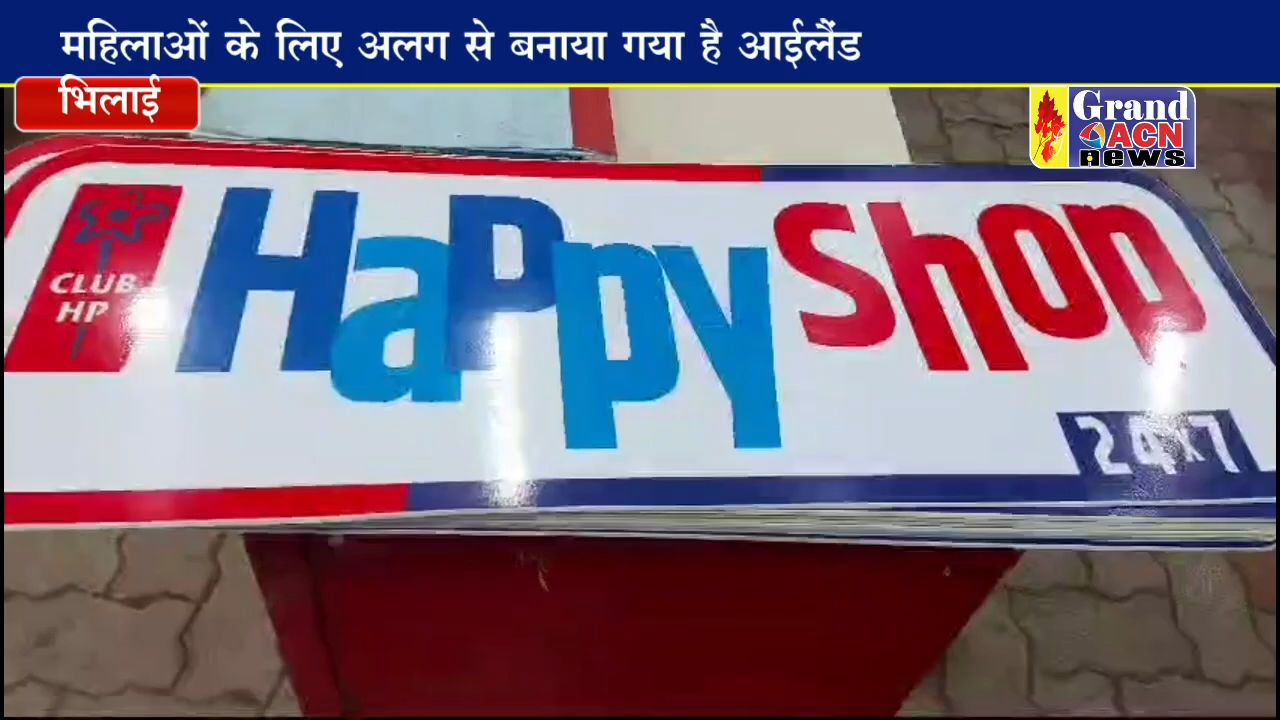 महिलाओं के लिए अलग से बनाया गया है आईलैंड
भिलाई
Grand
ACN
news
CLUB
HP
Happy Shop
24x7